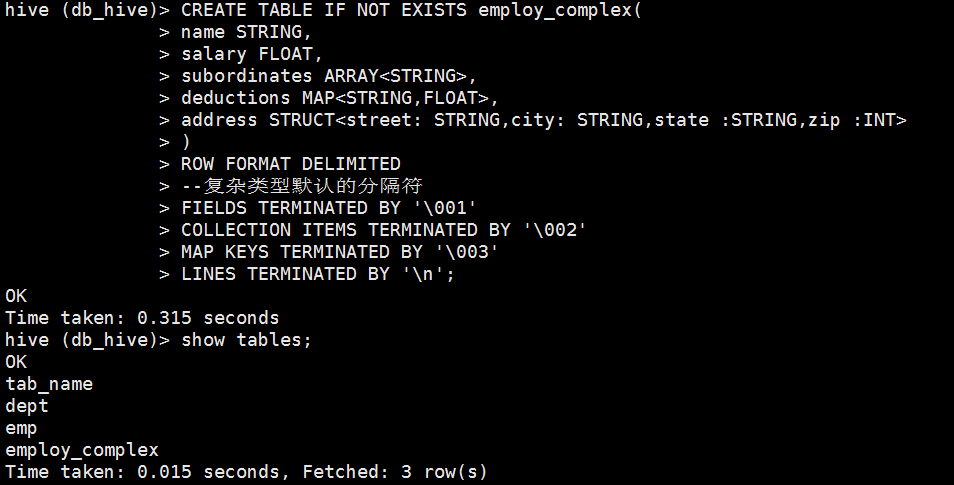 hive (db_hive)> CREATE TABLE IF NOT EXISTS employ_complex(
> name STRING,
> salary FLOAT,
> subordinates ARRAY<STRING>,
> deductions MAP<STRING,FLOAT>,
> address STRUCT<street: STRING,city: STRING,state :STRING,zip :INT>
> )
> ROW FORMAT DELIMITED
> --复杂类型默认的分隔符
> FIELDS TERMINATED BY '\001'
> COLLECTION ITEMS TERMINATED BY '\002'
> MAP KEYS TERMINATED BY '\003'
> LINES TERMINATED BY '\n';
OK
Time taken: 0.315 seconds
hive (db_hive)> show tables;
OK
tab_name
dept
emp
employ_complex
Time taken: 0.015 seconds, Fetched: 3 row(s)